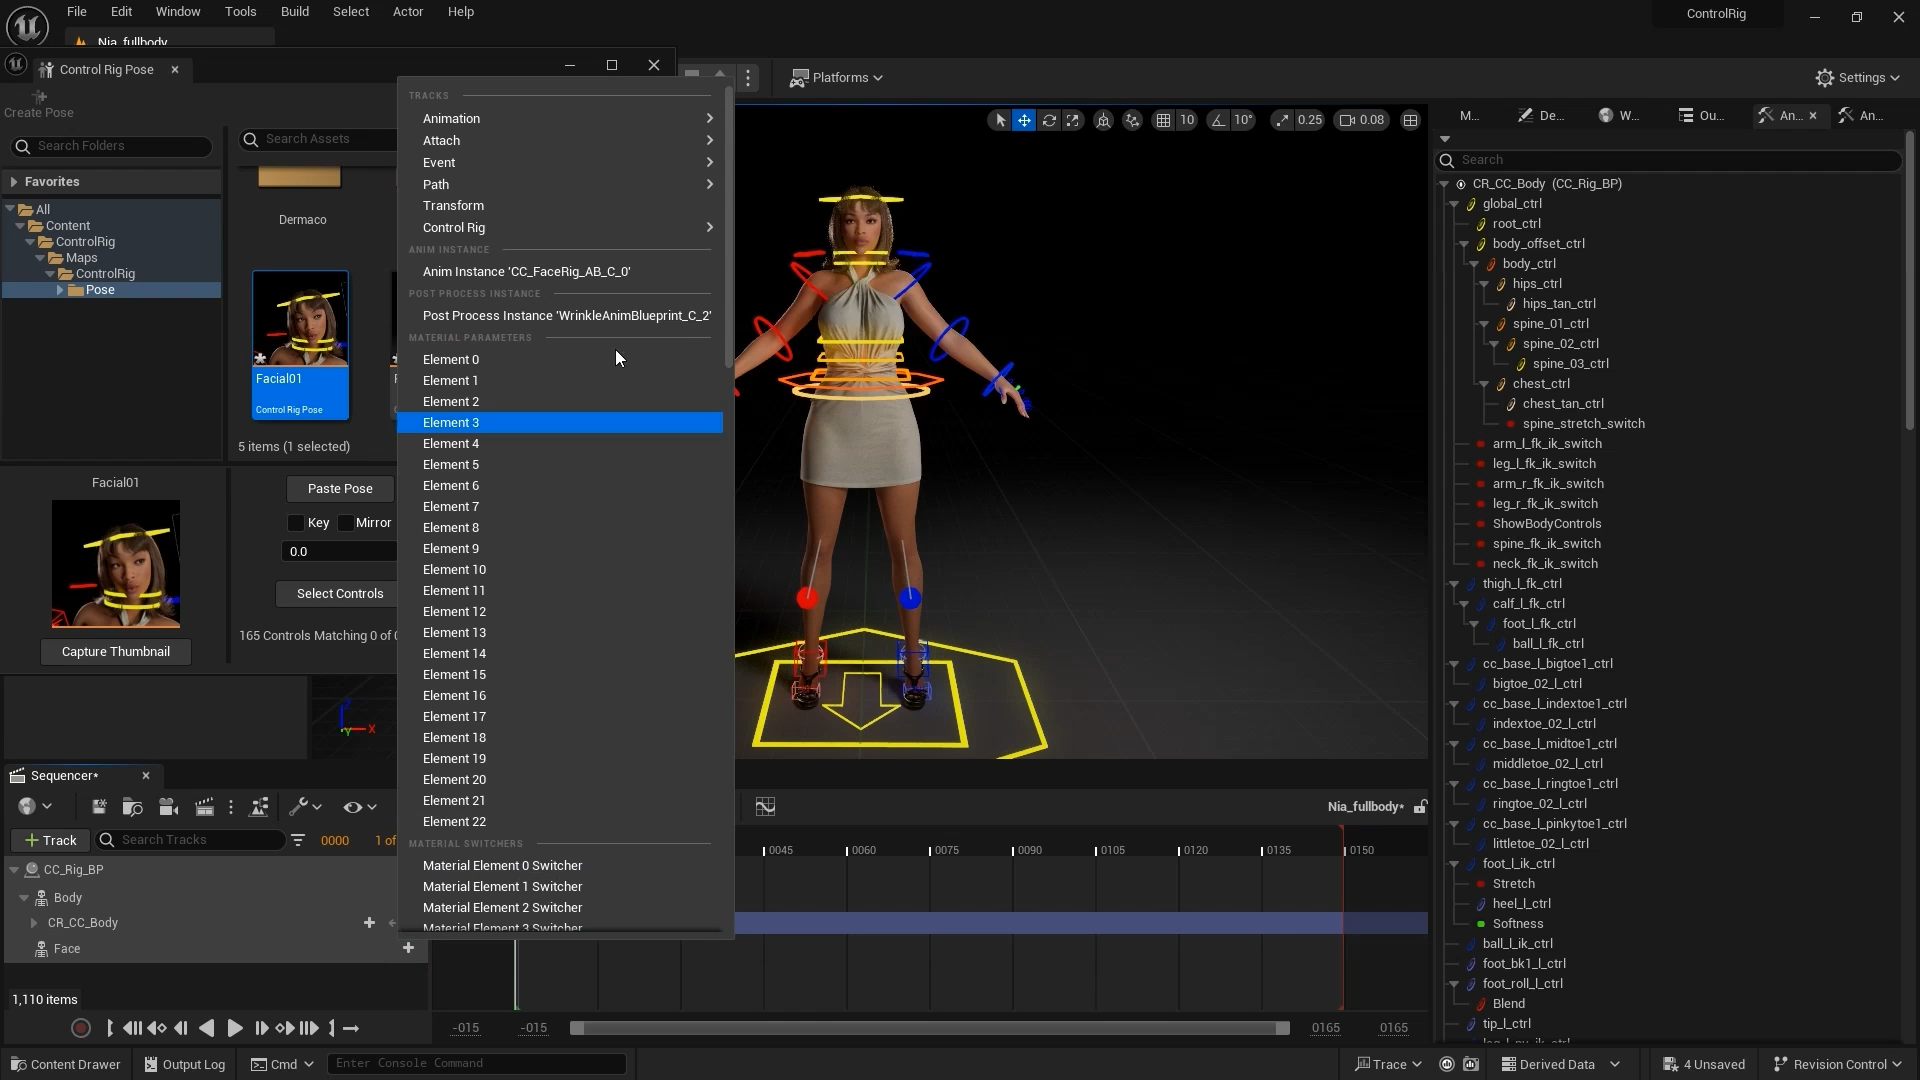 File Edit Window Tools Build Select Actor Help
ControlRig
Nia_fullbody
Control Rig Pose
Platforms
Settings
Create Pose
Search Folders
Search Assets
Favorites
All
Content
ControlRig
Maps
ControlRig
Pose
Dermaco
Facial01
Control Rig Pose
5 items (1 selected)
Facial01
Paste Pose
Key Mirror
0.0
Select Controls
165 Controls Matching 0 of
Capture Thumbnail
TRACKS
Animation
Attach
Event
Path
Transform
Control Rig
ANIM INSTANCE
Anim Instance 'CC_FaceRig_AB_C_0'
POST PROCESS INSTANCE
Post Process Instance 'WrinkleAnimBlueprint_C_2'
MATERIAL PARAMETERS
Element 0
Element 1
Element 2
Element 3
Element 4
Element 5
Element 6
Element 7
Element 8
Element 9
Element 10
Element 11
Element 12
Element 13
Element 14
Element 15
Element 16
Element 17
Element 18
Element 19
Element 20
Element 21
Element 22
MATERIAL SWITCHERS
Material Element 0 Switcher
Material Element 1 Switcher
Material Element 2 Switcher
Material Element 3 Switcher
10 10° 0.25 0.08
M... De... W... Ou... An... An...
Search
CR_CC_Body (CC_Rig_BP)
global_ctrl
root_ctrl
body_offset_ctrl
body_ctrl
hips_ctrl
hips_tan_ctrl
spine_01_ctrl
spine_02_ctrl
spine_03_ctrl
chest_ctrl
chest_tan_ctrl
spine_stretch_switch
arm_l_fk_ik_switch
leg_l_fk_ik_switch
arm_r_fk_ik_switch
leg_r_fk_ik_switch
ShowBodyControls
spine_fk_ik_switch
neck_fk_ik_switch
thigh_l_fk_ctrl
calf_l_fk_ctrl
foot_l_fk_ctrl
ball_l_fk_ctrl
cc_base_l_bigtoe1_ctrl
bigtoe_02_l_ctrl
cc_base_l_indextoe1_ctrl
indextoe_02_l_ctrl
cc_base_l_midtoe1_ctrl
middletoe_02_l_ctrl
cc_base_l_ringtoe1_ctrl
ringtoe_02_l_ctrl
cc_base_l_pinkytoe1_ctrl
littletoe_02_l_ctrl
foot_l_ik_ctrl
Stretch
heel_l_ctrl
Softness
ball_l_ik_ctrl
foot_bk1_l_ctrl
foot_roll_l_ctrl
Blend
tip_l_ctrl
X
Y
Sequencer*
Nia_fullbody*
Track
Search Tracks
0000
1 of
0045 0060 0075 0090 0105 0120 0135 0150
CC_Rig_BP
Body
CR_CC_Body
Face
1,110 items
-015 -015 0165 0165
Content Drawer
Output Log
Cmd
Enter Console Command
Trace
Derived Data
4 Unsaved
Revision Control